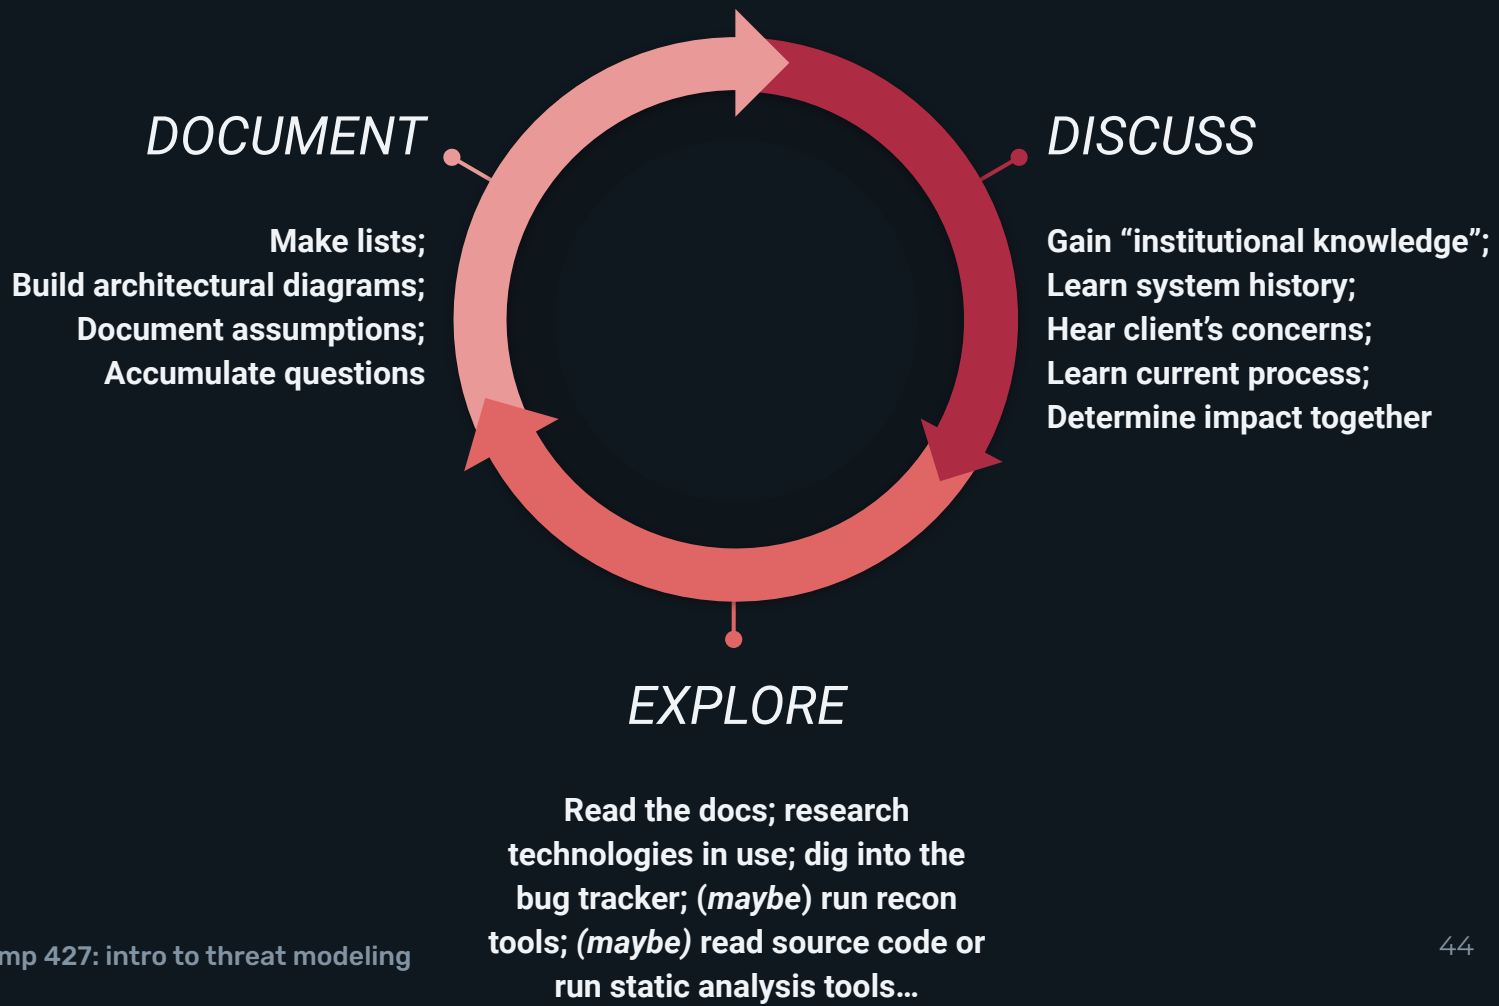 DOCUMENT
Make lists;
Build architectural diagrams;
Document assumptions;
Accumulate questions
DISCUSS
Gain “institutional knowledge”;
Learn system history;
Hear client’s concerns;
Learn current process;
Determine impact together
EXPLORE
Read the docs; research
technologies in use; dig into the
bug tracker; (maybe) run recon
tools; (maybe) read source code or
run static analysis tools…
mp 427: intro to threat modeling
44